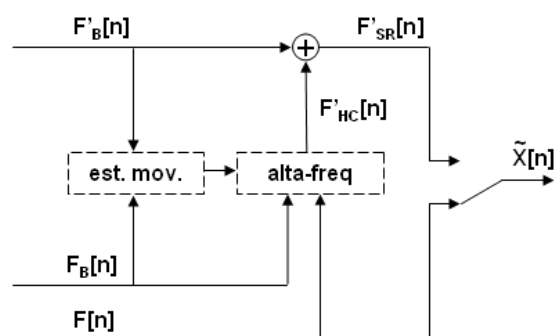 F'B[n]
F'SR[n]
F'HC[n]
X̃[n]
est. mov.
alta-freq
FB[n]
F[n]